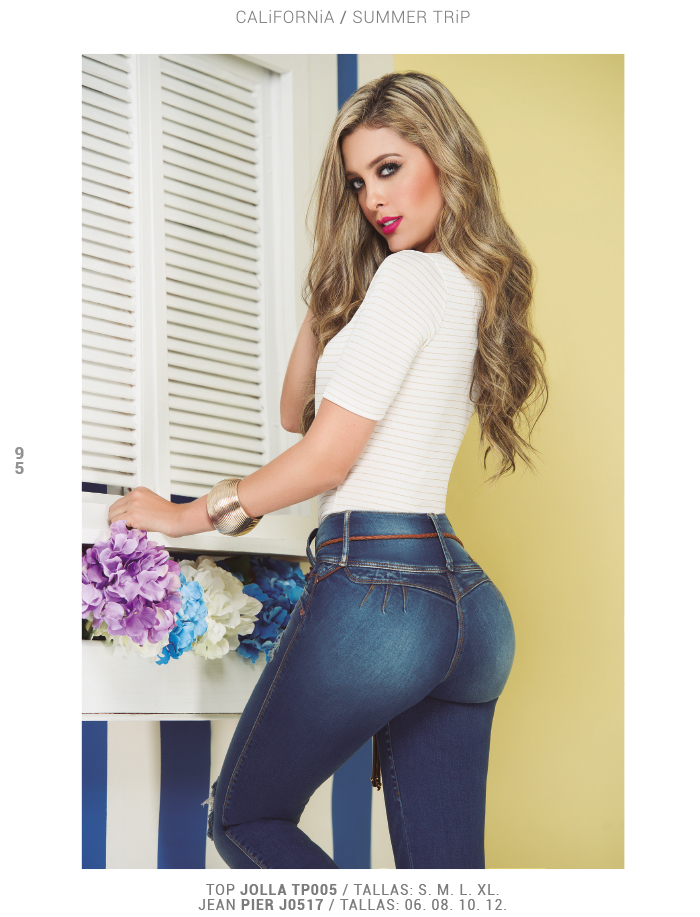 CALiFORNiA / SUMMER TRiP
9
5
TOP JOLLA TP005 / TALLAS: S. M. L. XL.
JEAN PIER J0517 / TALLAS: 06. 08. 10. 12.